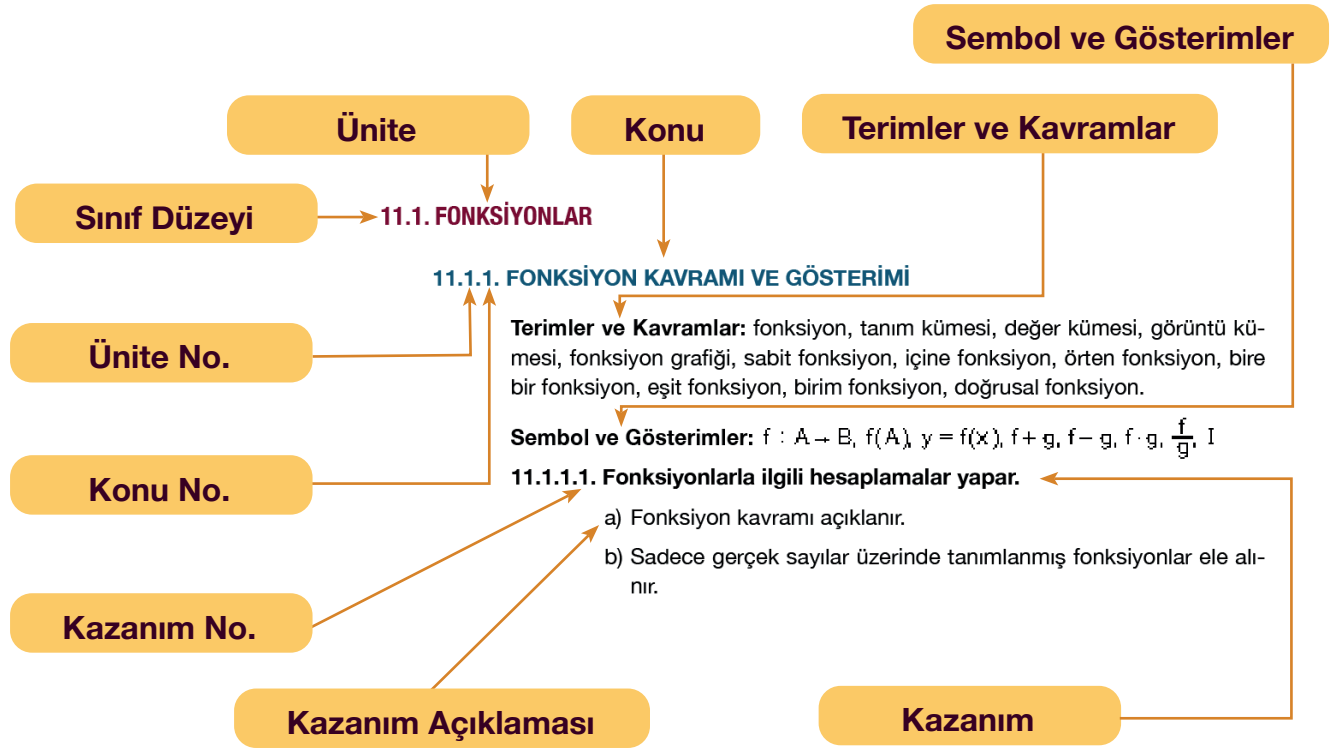 Sembol ve Gösterimler
Ünite
Konu
Terimler ve Kavramlar
Sınıf Düzeyi
11.1. FONKSİYONLAR
11.1.1. FONKSİYON KAVRAMI VE GÖSTERİMİ
Ünite No.
Terimler ve Kavramlar: fonksiyon, tanım kümesi, değer kümesi, görüntü kü-
mesi, fonksiyon grafiği, sabit fonksiyon, içine fonksiyon, örten fonksiyon, bire
bir fonksiyon, eşit fonksiyon, birim fonksiyon, doğrusal fonksiyon.
Sembol ve Gösterimler: f : A → B, f(A), y = f(x), f + g, f − g, f · g, f/g, I
Konu No.
11.1.1.1. Fonksiyonlarla ilgili hesaplamalar yapar.
a) Fonksiyon kavramı açıklanır.
b) Sadece gerçek sayılar üzerinde tanımlanmış fonksiyonlar ele alı-
nır.
Kazanım No.
Kazanım Açıklaması
Kazanım